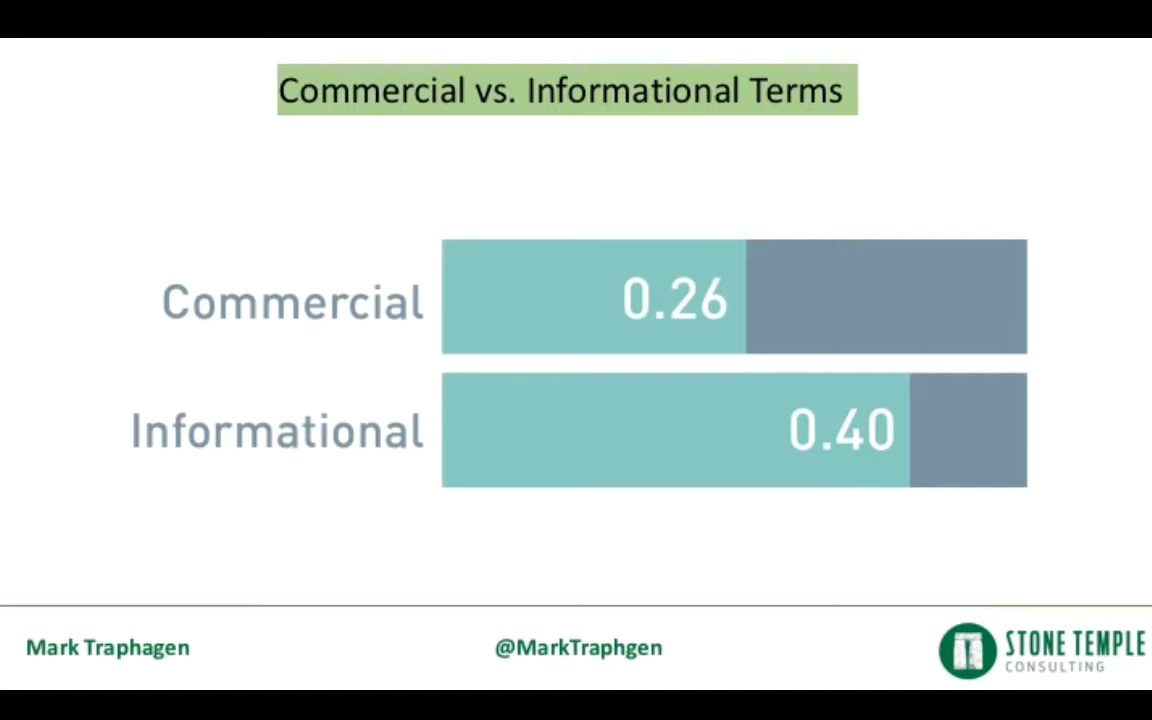 Commercial vs. Informational Terms
Commercial
0.26
Informational
0.40
Mark Traphagen
@MarkTraphgen
STONE TEMPLE
CONSULTING